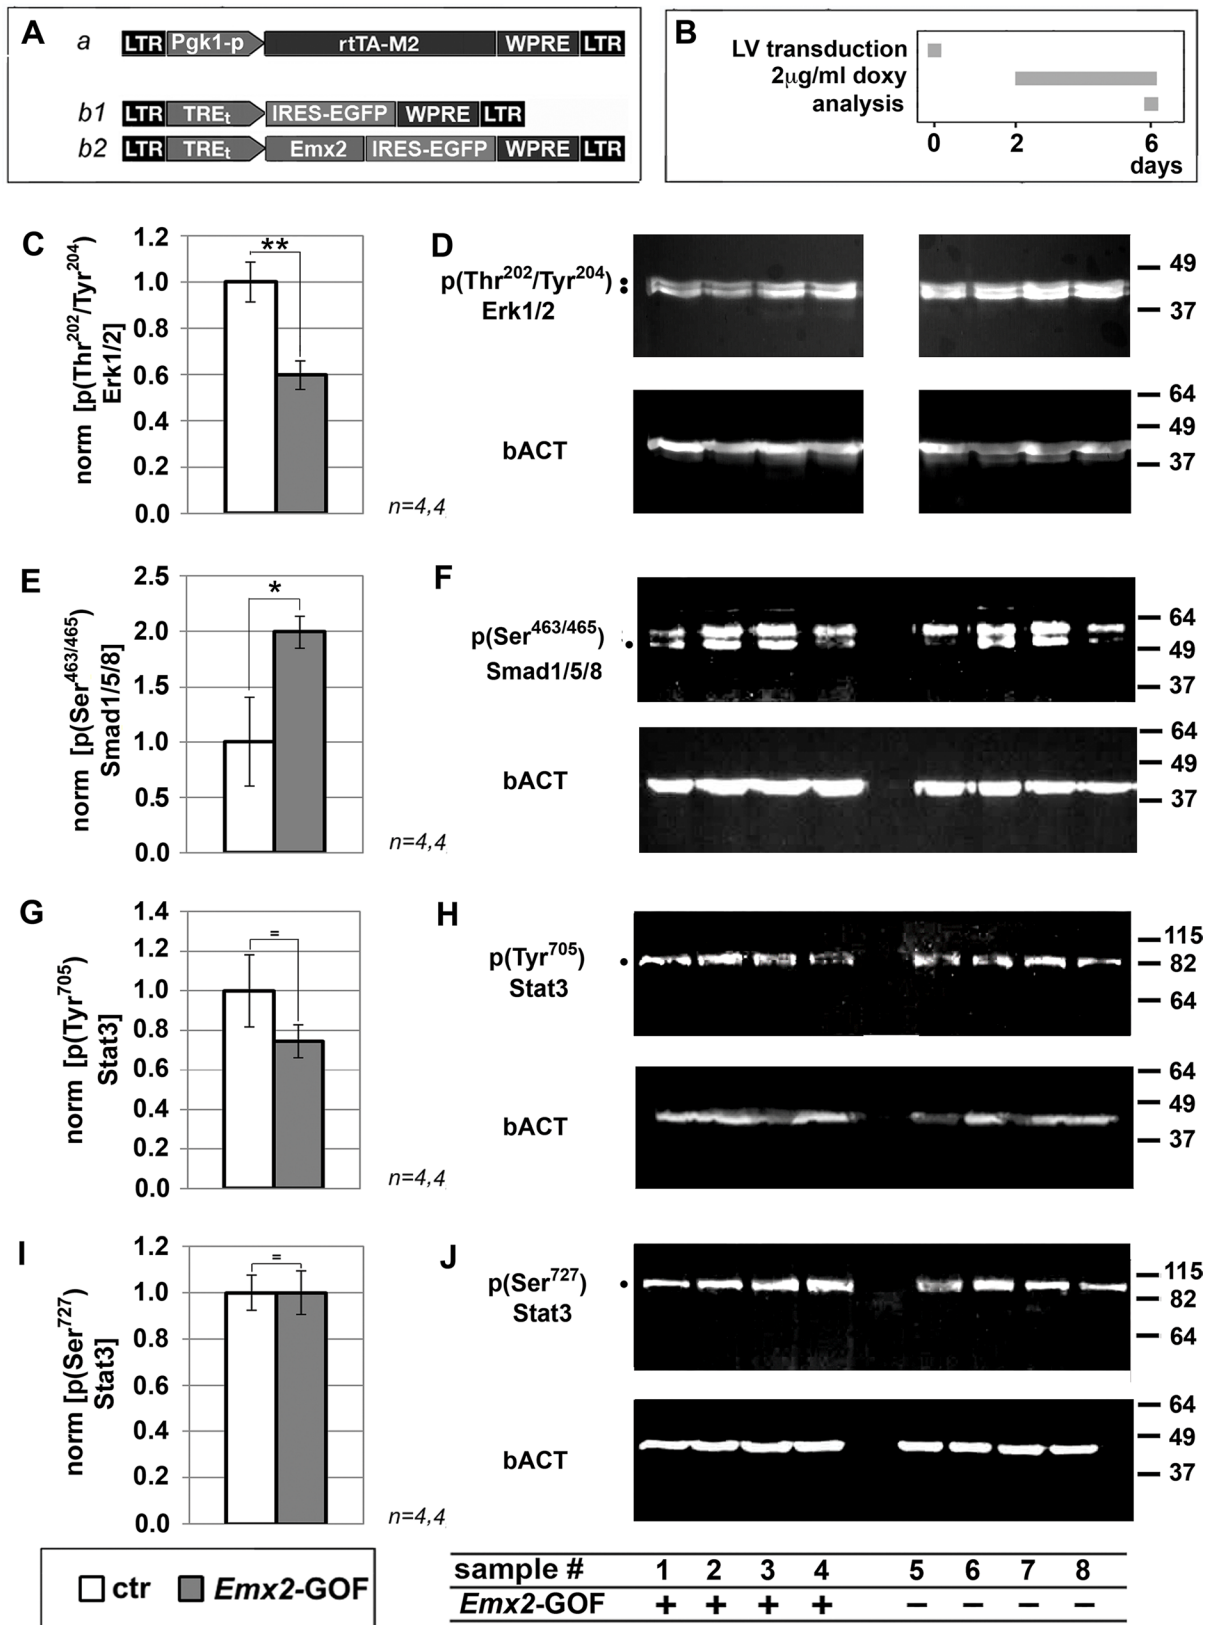 A
a LTR Pgk1-p rtTA-M2 WPRE LTR
b1 LTR TREt IRES-EGFP WPRE LTR
b2 LTR TREt Emx2 IRES-EGFP WPRE LTR
B
LV transduction
2µg/ml doxy
analysis
0 2 6
days
C
norm [p(Thr202/Tyr204)
Erk1/2]
1.2
1.0
0.8
0.6
0.4
0.2
0.0
**
n=4,4
D
p(Thr202/Tyr204)
Erk1/2
49
37
bACT
64
49
37
E
norm [p(Ser463/465)
Smad1/5/8]
2.5
2.0
1.5
1.0
0.5
0.0
*
n=4,4
F
p(Ser463/465)
Smad1/5/8
64
49
37
bACT
64
49
37
G
norm [p(Tyr705)
Stat3]
1.4
1.2
1.0
0.8
0.6
0.4
0.2
0.0
=
n=4,4
H
p(Tyr705)
Stat3
115
82
64
bACT
64
49
37
I
norm [p(Ser727)
Stat3]
1.2
1.0
0.8
0.6
0.4
0.2
0.0
=
n=4,4
J
p(Ser727)
Stat3
115
82
64
bACT
64
49
37
ctr Emx2-GOF
sample # 1 2 3 4 5 6 7 8
Emx2-GOF + + + + − − − −